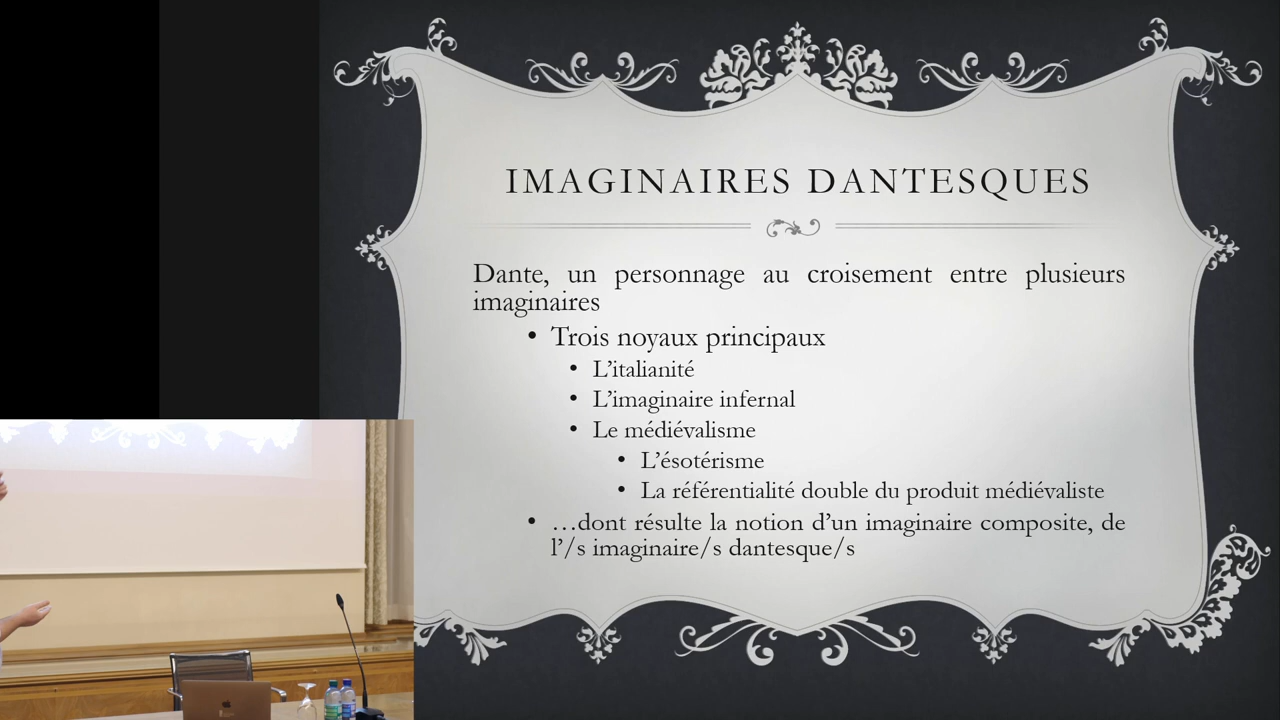 IMAGINAIRES DANTESQUES
Dante, un personnage au croisement entre plusieurs
imaginaires
• Trois noyaux principaux
• L’italianité
• L’imaginaire infernal
• Le médiévalisme
• L’ésotérisme
• La référentialité double du produit médiévaliste
• …dont résulte la notion d’un imaginaire composite, de
l’/s imaginaire/s dantesque/s